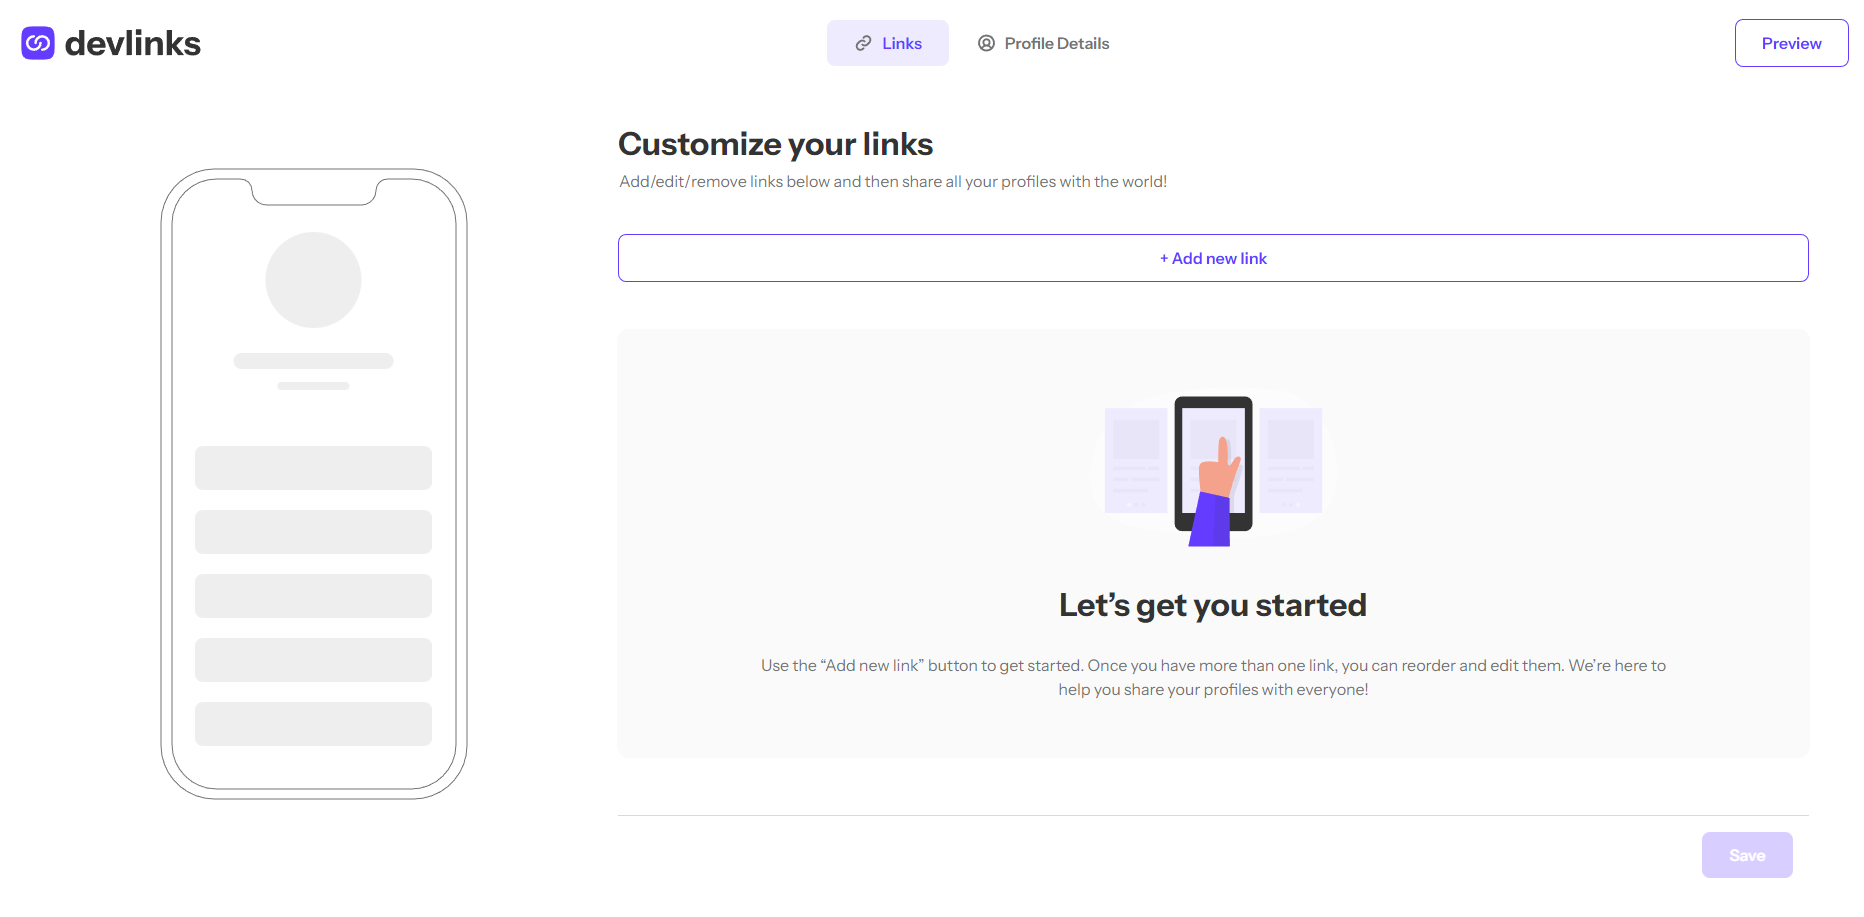 devlinks
Links
Profile Details
Preview
Customize your links
Add/edit/remove links below and then share all your profiles with the world!
+ Add new link
Let’s get you started
Use the “Add new link” button to get started. Once you have more than one link, you can reorder and edit them. We’re here to
help you share your profiles with everyone!
Save